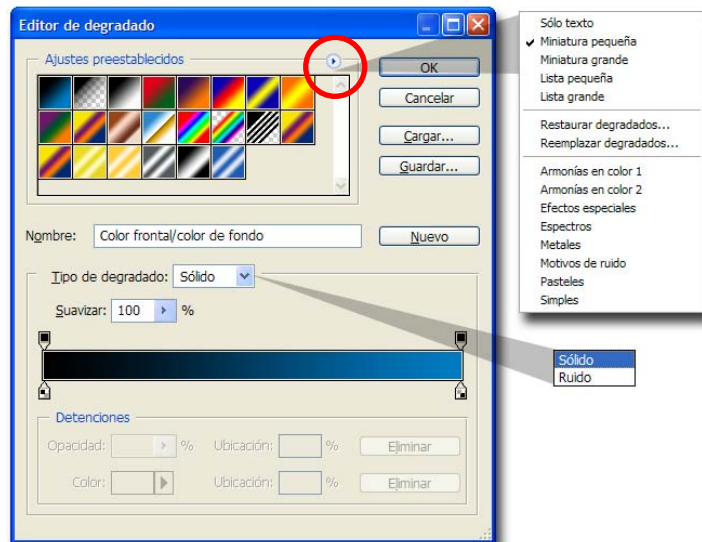 Editor de degradado
Ajustes preestablecidos
OK
Cancelar
Cargar...
Guardar...
Nombre: Color frontal/color de fondo
Nuevo
Tipo de degradado: Sólido
Suavizar: 100 %
Detenciones
Opacidad: % Ubicación: % Eliminar
Color: Ubicación: % Eliminar
Sólo texto
Miniatura pequeña
Miniatura grande
Lista pequeña
Lista grande
Restaurar degradados...
Reemplazar degradados...
Armonías en color 1
Armonías en color 2
Efectos especiales
Espectros
Metales
Motivos de ruido
Pasteles
Simples
Sólido
Ruido